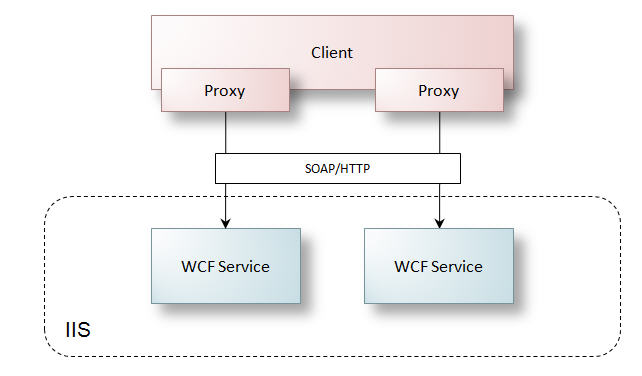 Client
Proxy
Proxy
SOAP/HTTP
WCF Service
WCF Service
IIS